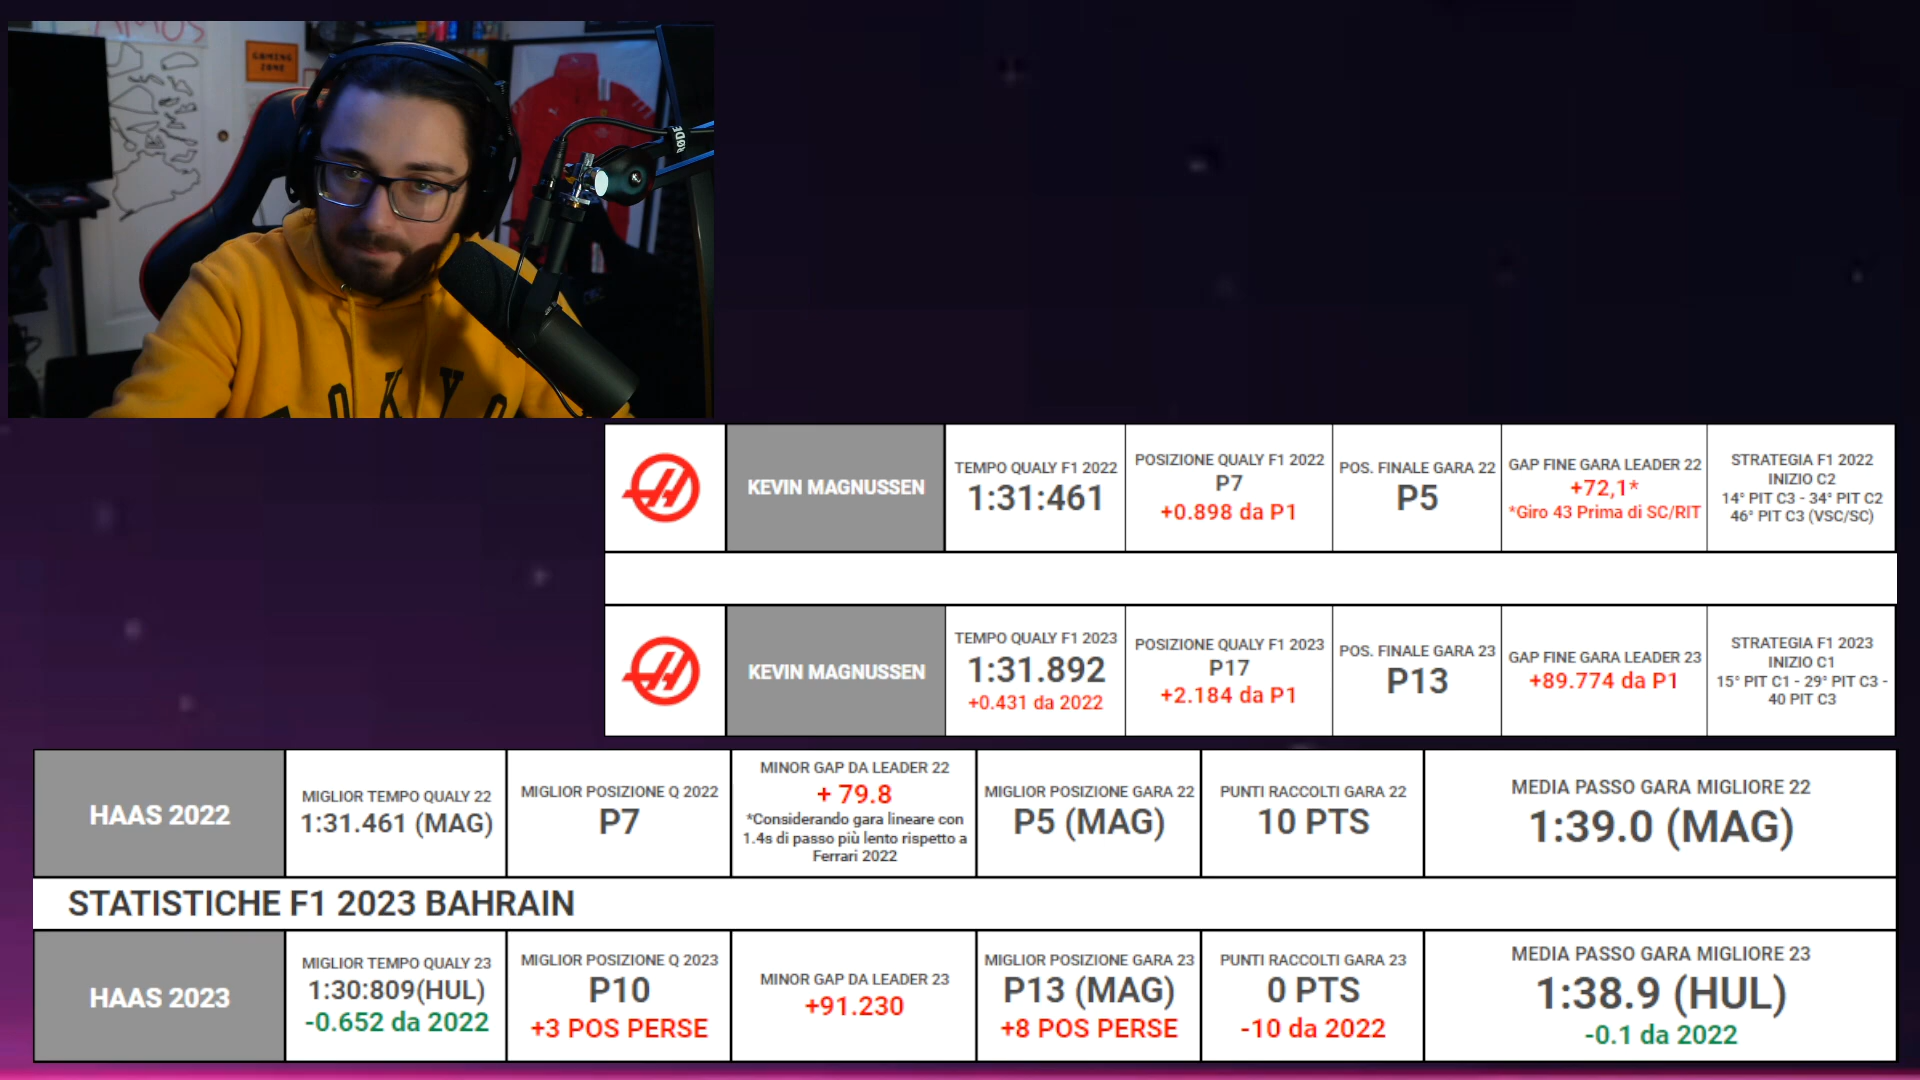 AMOS
GAMING
ZONE
RØDE
TOKYO
KEVIN MAGNUSSEN
TEMPO QUALY F1 2022
1:31:461
POSIZIONE QUALY F1 2022
P7
+0.898 da P1
POS. FINALE GARA 22
P5
GAP FINE GARA LEADER 22
+72,1*
*Giro 43 Prima di SC/RIT
STRATEGIA F1 2022
INIZIO C2
14° PIT C3 - 34° PIT C2
46° PIT C3 (VSC/SC)
KEVIN MAGNUSSEN
TEMPO QUALY F1 2023
1:31.892
+0.431 da 2022
POSIZIONE QUALY F1 2023
P17
+2.184 da P1
POS. FINALE GARA 23
P13
GAP FINE GARA LEADER 23
+89.774 da P1
STRATEGIA F1 2023
INIZIO C1
15° PIT C1 - 29° PIT C3 -
40 PIT C3
HAAS 2022
MIGLIOR TEMPO QUALY 22
1:31.461 (MAG)
MIGLIOR POSIZIONE Q 2022
P7
MINOR GAP DA LEADER 22
+ 79.8
*Considerando gara lineare con
1.4s di passo più lento rispetto a
Ferrari 2022
MIGLIOR POSIZIONE GARA 22
P5 (MAG)
PUNTI RACCOLTI GARA 22
10 PTS
MEDIA PASSO GARA MIGLIORE 22
1:39.0 (MAG)
STATISTICHE F1 2023 BAHRAIN
HAAS 2023
MIGLIOR TEMPO QUALY 23
1:30:809(HUL)
-0.652 da 2022
MIGLIOR POSIZIONE Q 2023
P10
+3 POS PERSE
MINOR GAP DA LEADER 23
+91.230
MIGLIOR POSIZIONE GARA 23
P13 (MAG)
+8 POS PERSE
PUNTI RACCOLTI GARA 23
0 PTS
-10 da 2022
MEDIA PASSO GARA MIGLIORE 23
1:38.9 (HUL)
-0.1 da 2022